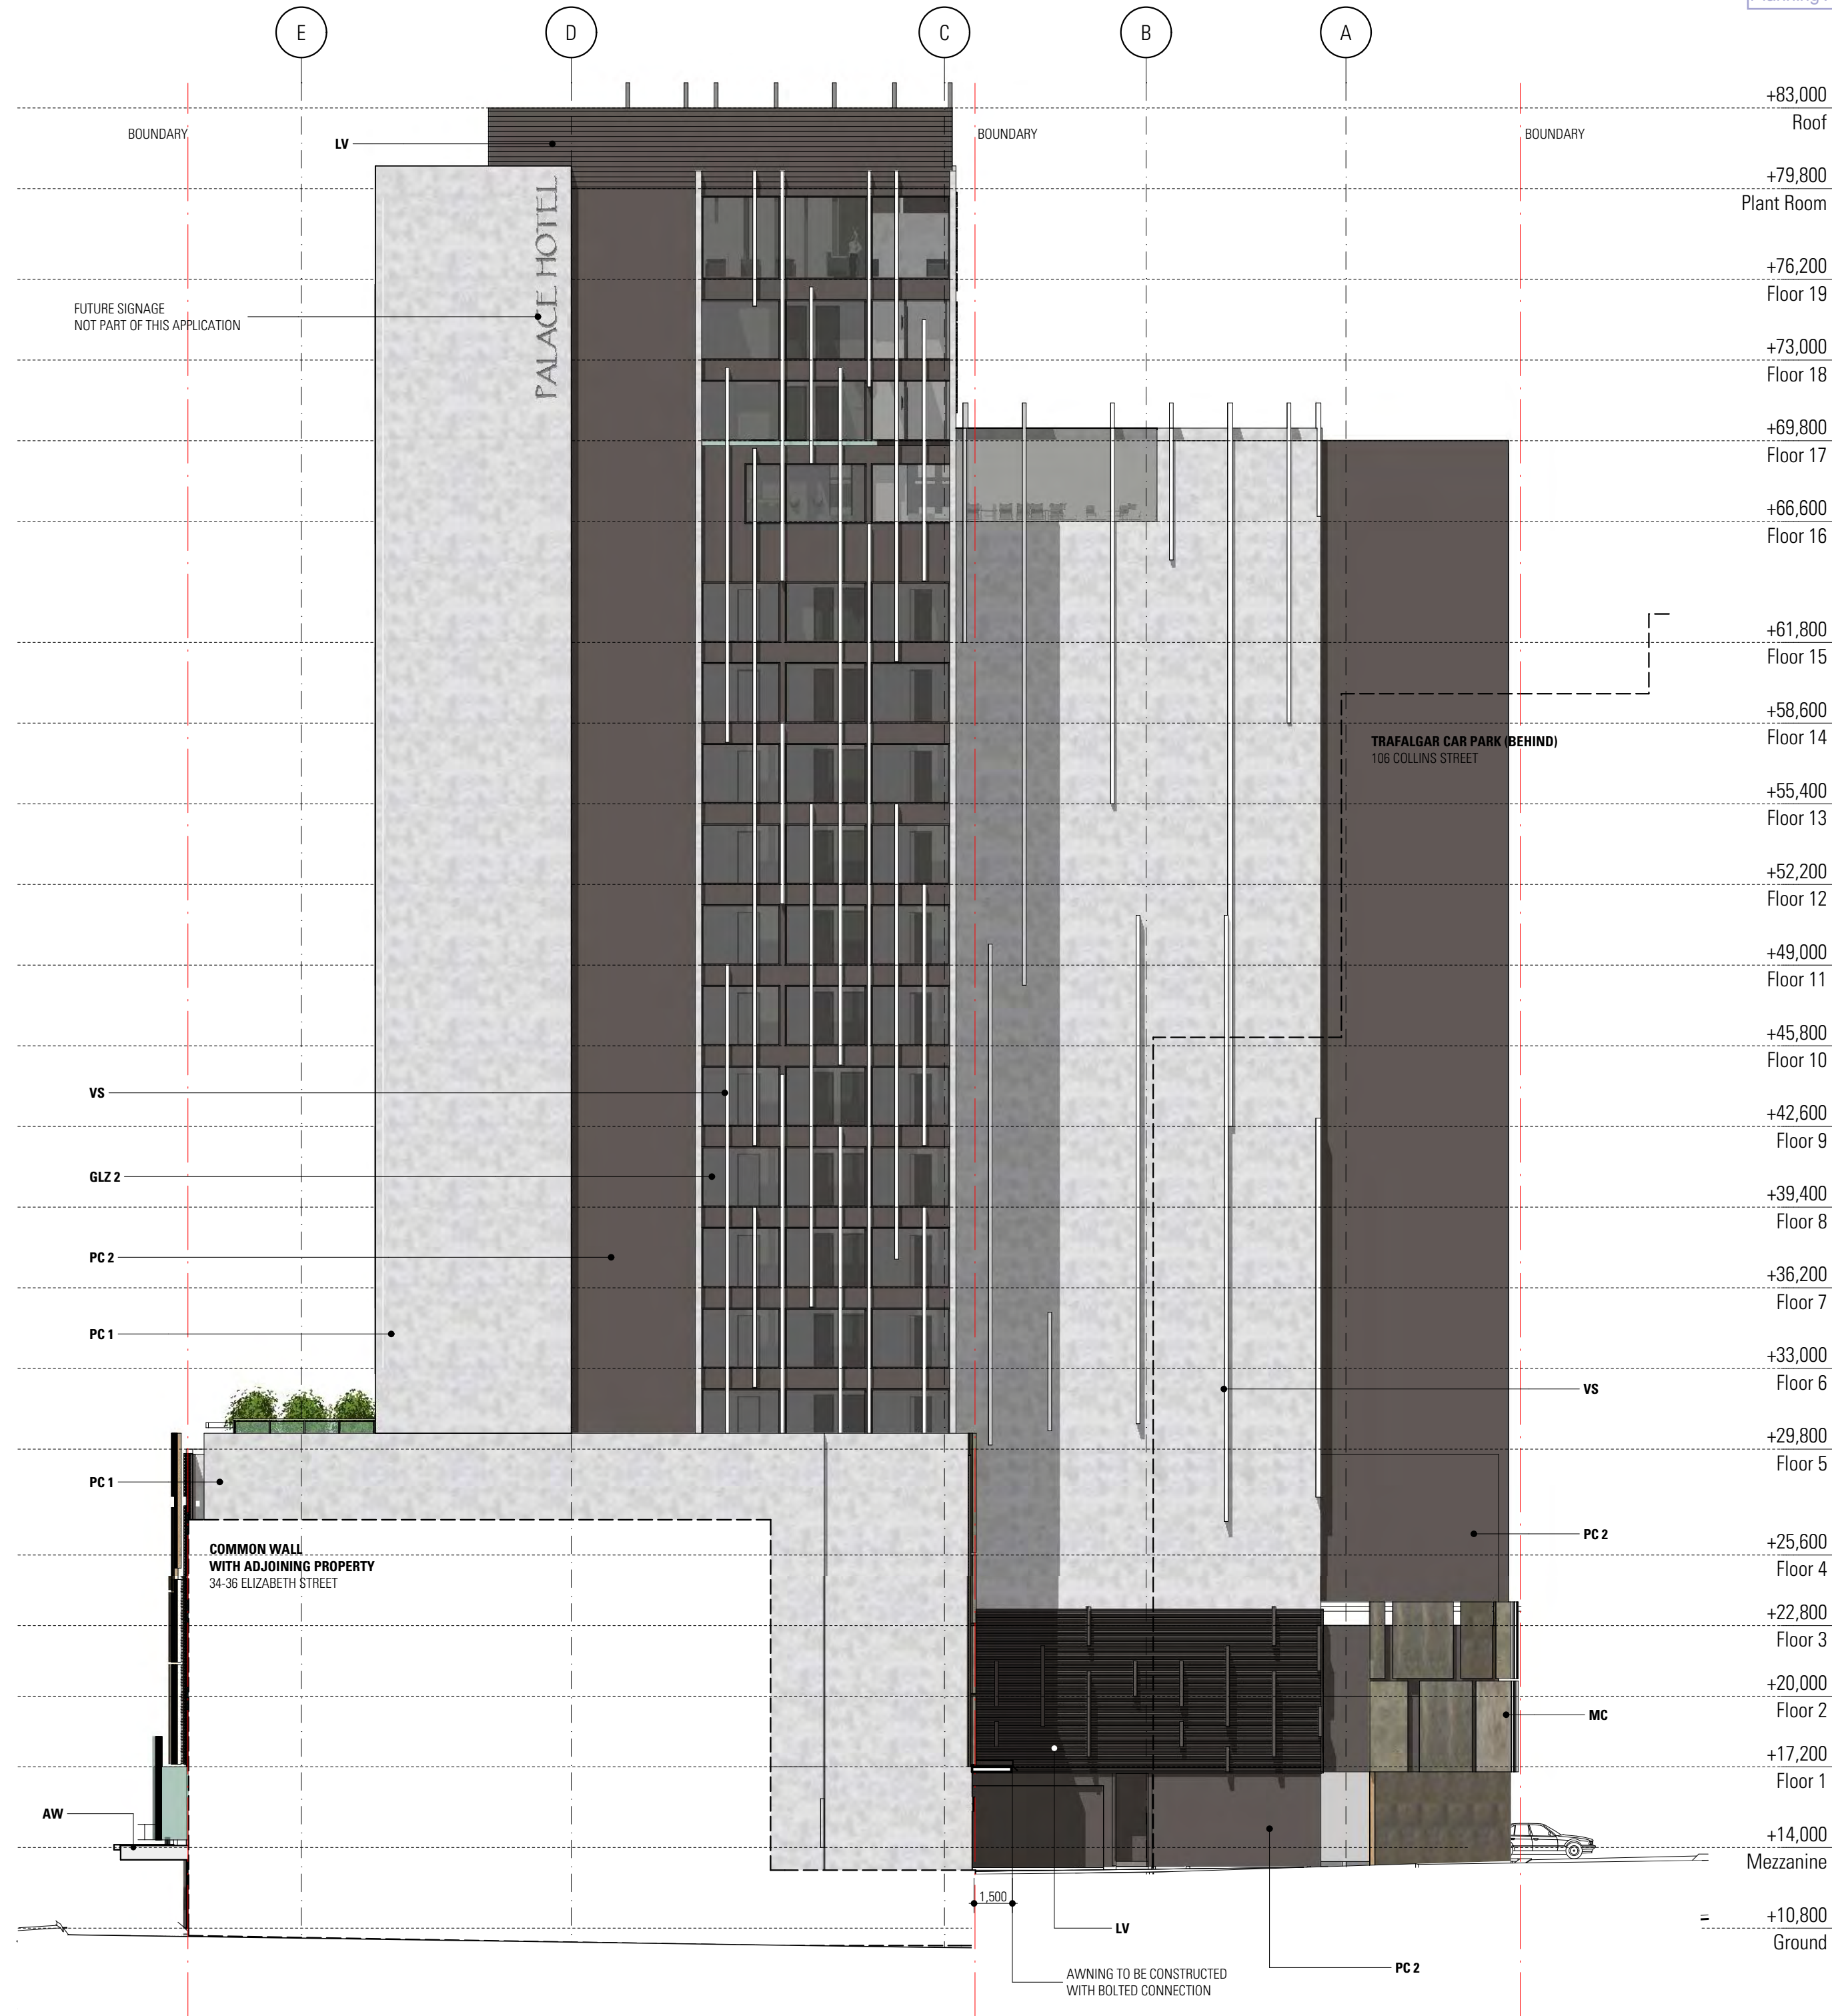 Planning
E
D
C
B
A
+83,000
Roof
BOUNDARY
BOUNDARY
BOUNDARY
LV
+79,800
Plant Room
PALACE HOTEL
+76,200
Floor 19
FUTURE SIGNAGE
NOT PART OF THIS APPLICATION
+73,000
Floor 18
+69,800
Floor 17
+66,600
Floor 16
+61,800
Floor 15
+58,600
Floor 14
TRAFALGAR CAR PARK (BEHIND)
106 COLLINS STREET
+55,400
Floor 13
+52,200
Floor 12
+49,000
Floor 11
+45,800
Floor 10
VS
+42,600
Floor 9
GLZ 2
+39,400
Floor 8
PC 2
+36,200
Floor 7
PC 1
+33,000
Floor 6
VS
+29,800
Floor 5
PC 1
PC 2
+25,600
Floor 4
COMMON WALL
WITH ADJOINING PROPERTY
34-36 ELIZABETH STREET
+22,800
Floor 3
+20,000
Floor 2
MC
+17,200
Floor 1
AW
+14,000
Mezzanine
1,500
LV
+10,800
Ground
PC 2
AWNING TO BE CONSTRUCTED
WITH BOLTED CONNECTION